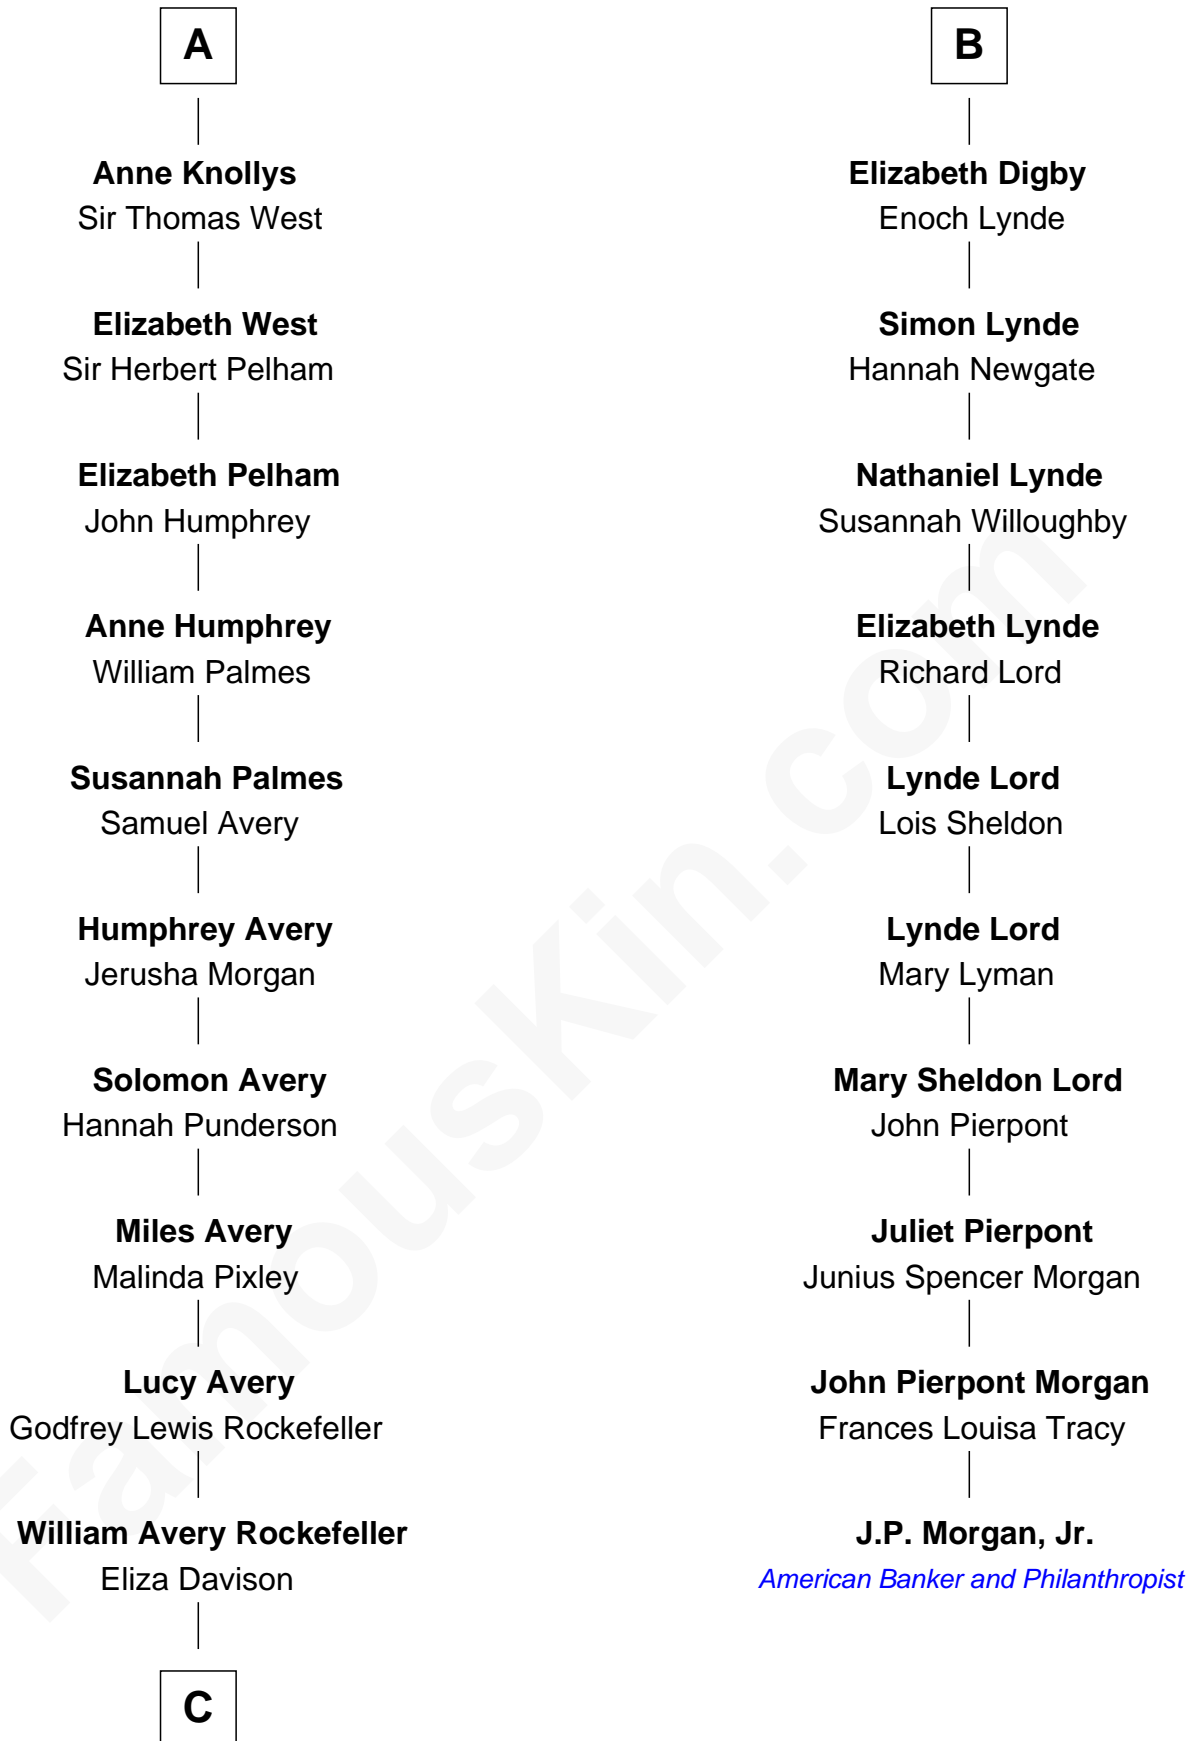 A
Anne Knollys
Sir Thomas West
Elizabeth West
Sir Herbert Pelham
Elizabeth Pelham
John Humphrey
Anne Humphrey
William Palmes
Susannah Palmes
Samuel Avery
Humphrey Avery
Jerusha Morgan
Solomon Avery
Hannah Punderson
Miles Avery
Malinda Pixley
Lucy Avery
Godfrey Lewis Rockefeller
William Avery Rockefeller
Eliza Davison
C
B
Elizabeth Digby
Enoch Lynde
Simon Lynde
Hannah Newgate
Nathaniel Lynde
Susannah Willoughby
Elizabeth Lynde
Richard Lord
Lynde Lord
Lois Sheldon
Lynde Lord
Mary Lyman
Mary Sheldon Lord
John Pierpont
Juliet Pierpont
Junius Spencer Morgan
John Pierpont Morgan
Frances Louisa Tracy
J.P. Morgan, Jr.
American Banker and Philanthropist
FamousKin.com